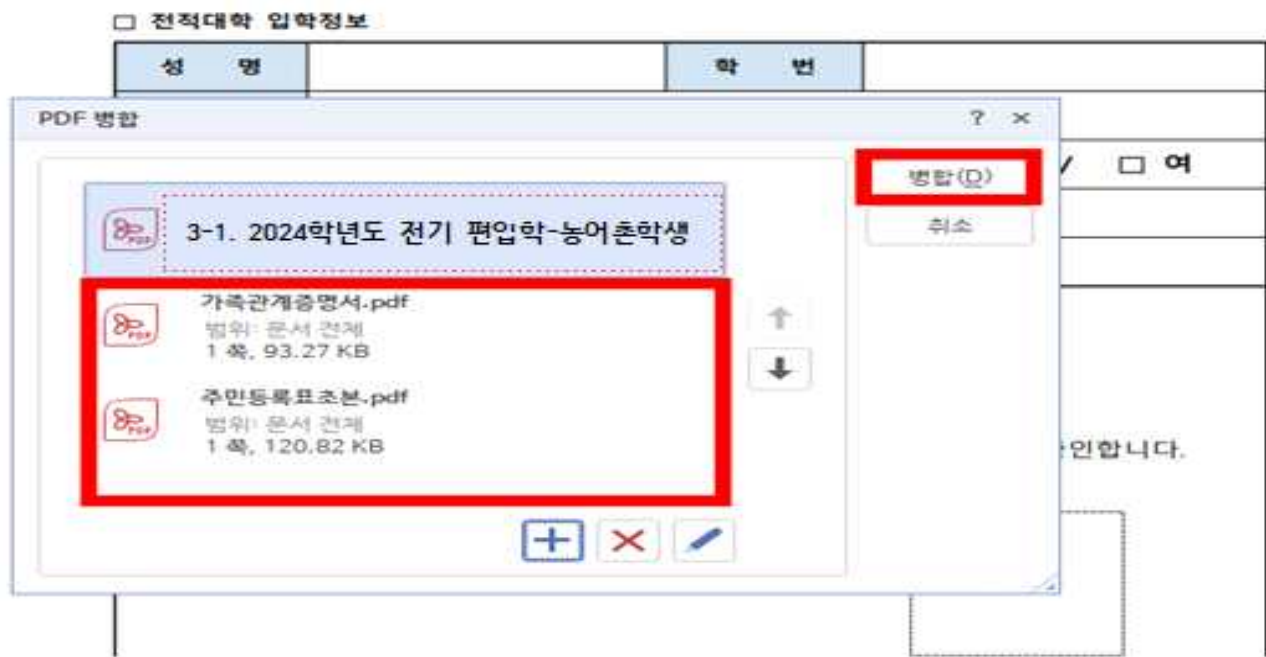 □ 전적대학 입학정보
성 명
학 번
PDF 병합
? ×
□ 여
병합(D)
취소
3-1. 2024학년도 전기 편입학-농어촌학생
가족관계증명서.pdf
범위: 문서 전체
1 쪽, 93.27 KB
주민등록표초본.pdf
범위: 문서 전체
1 쪽, 120.82 KB
인합니다.